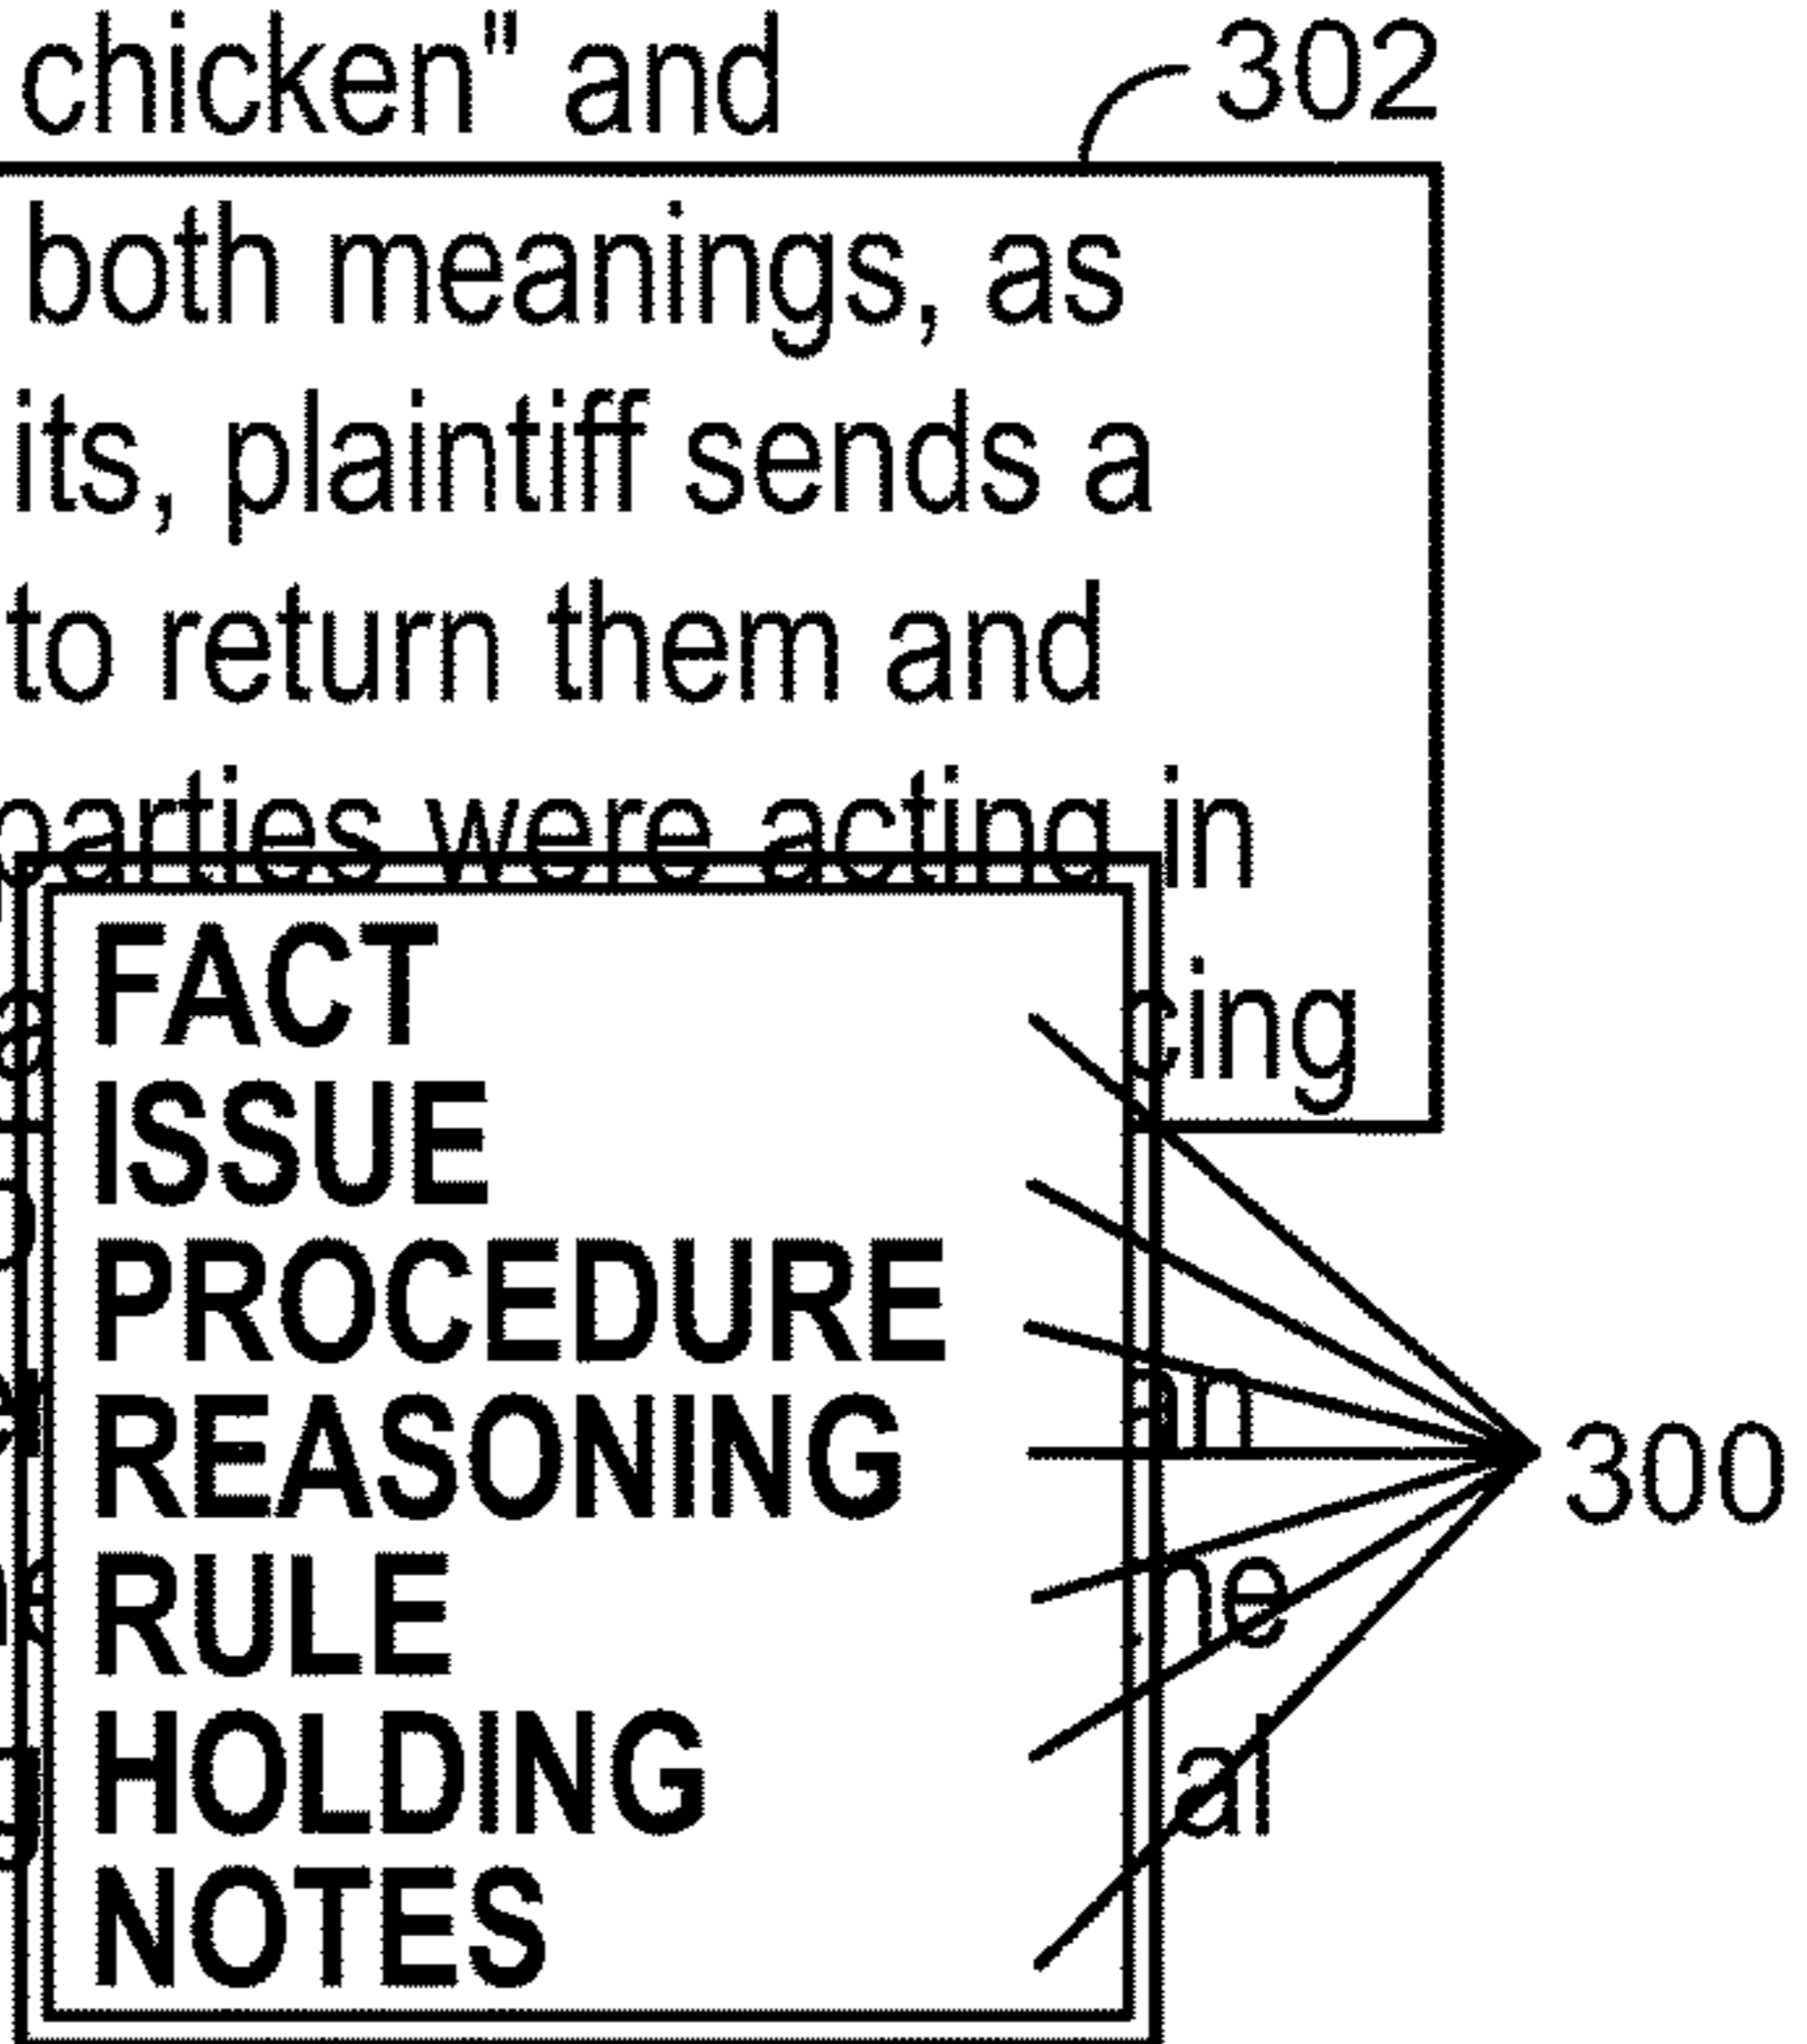 chicken" and
302
both meanings, as
its, plaintiff sends a
to return them and
parties were acting in
cing
FACT
ISSUE
PROCEDURE
REASONING
300
RULE
HOLDING
al
NOTES